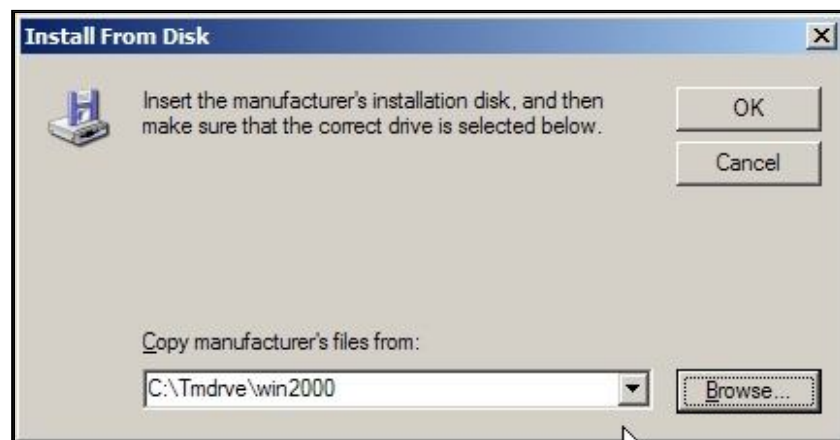 Install From Disk
Insert the manufacturer's installation disk, and then
make sure that the correct drive is selected below.
OK
Cancel
Copy manufacturer's files from:
C:\Tmdrve\win2000
Browse...